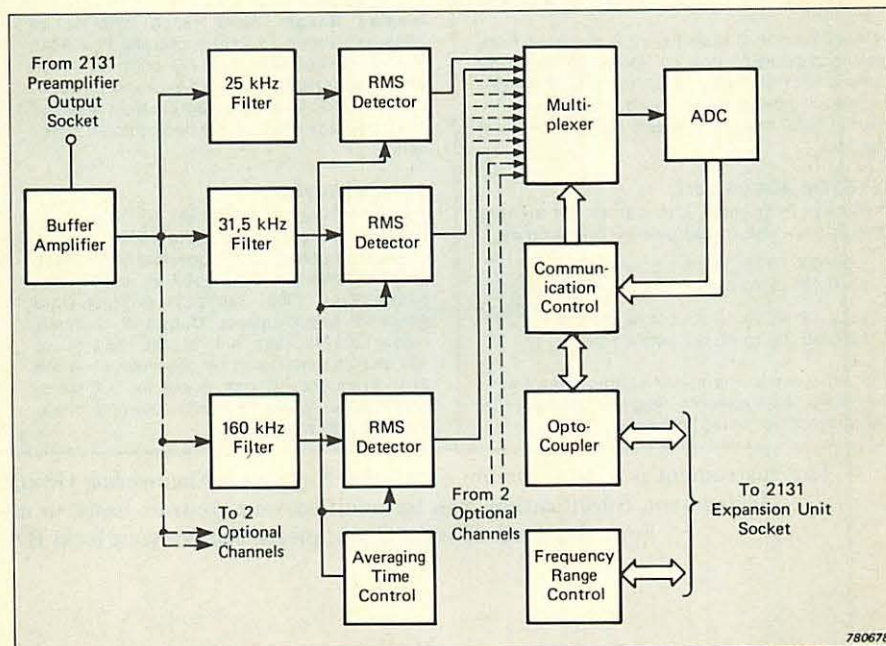 From 2131
Preamplifier
Output
Socket
25 kHz
Filter
RMS
Detector
Multi-
plexer
ADC
Buffer
Amplifier
31,5 kHz
Filter
RMS
Detector
Commun-
ication
Control
160 kHz
Filter
RMS
Detector
Opto-
Coupler
To 2
Optional
Channels
From 2
Optional
Channels
To 2131
Expansion Unit
Socket
Averaging
Time
Control
Frequency
Range
Control
780678